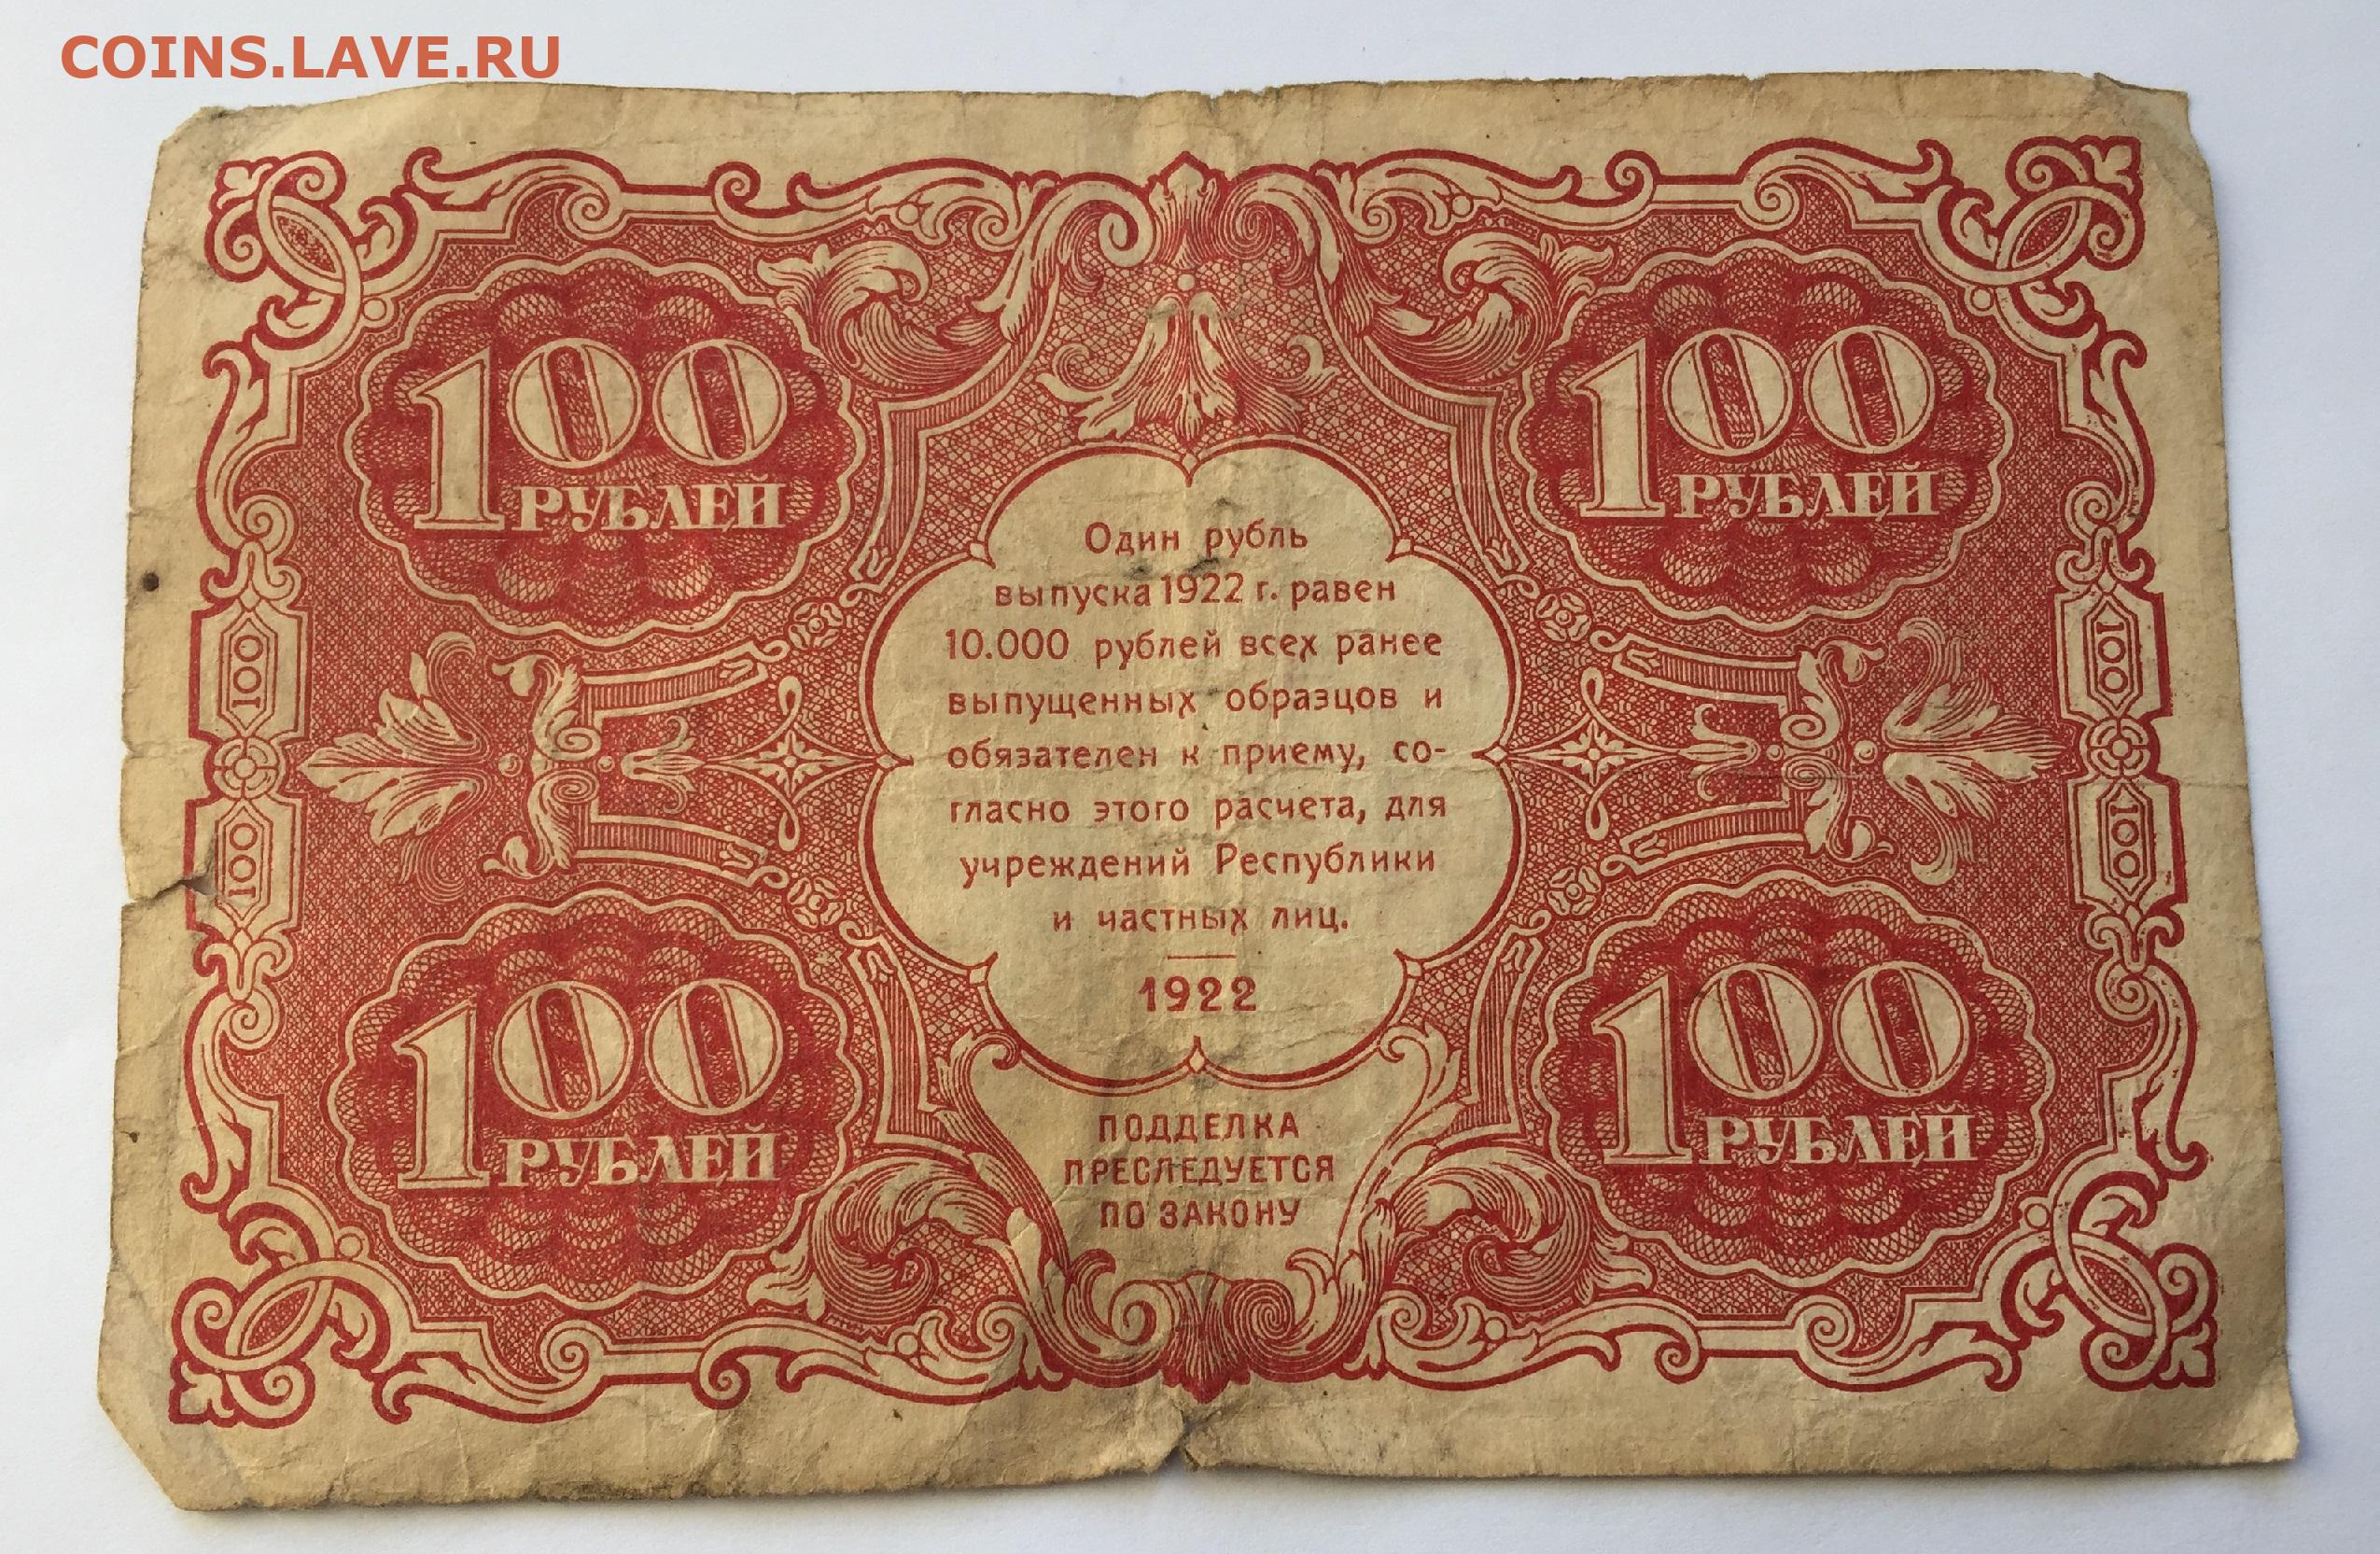 COINS.LAVE.RU
100
РУБЛЕЙ
100
РУБЛЕЙ
Один рубль
выпуска 1922 г. равен
10.000 рублей всех ранее
выпущенных образцов и
обязателен к приему, со-
гласно этого расчета, для
учреждений Республики
и частных лиц.
1922
100
100
100
100
100
РУБЛЕЙ
100
РУБЛЕЙ
ПОДДЕЛКА
ПРЕСЛЕДУЕТСЯ
ПО ЗАКОНУ